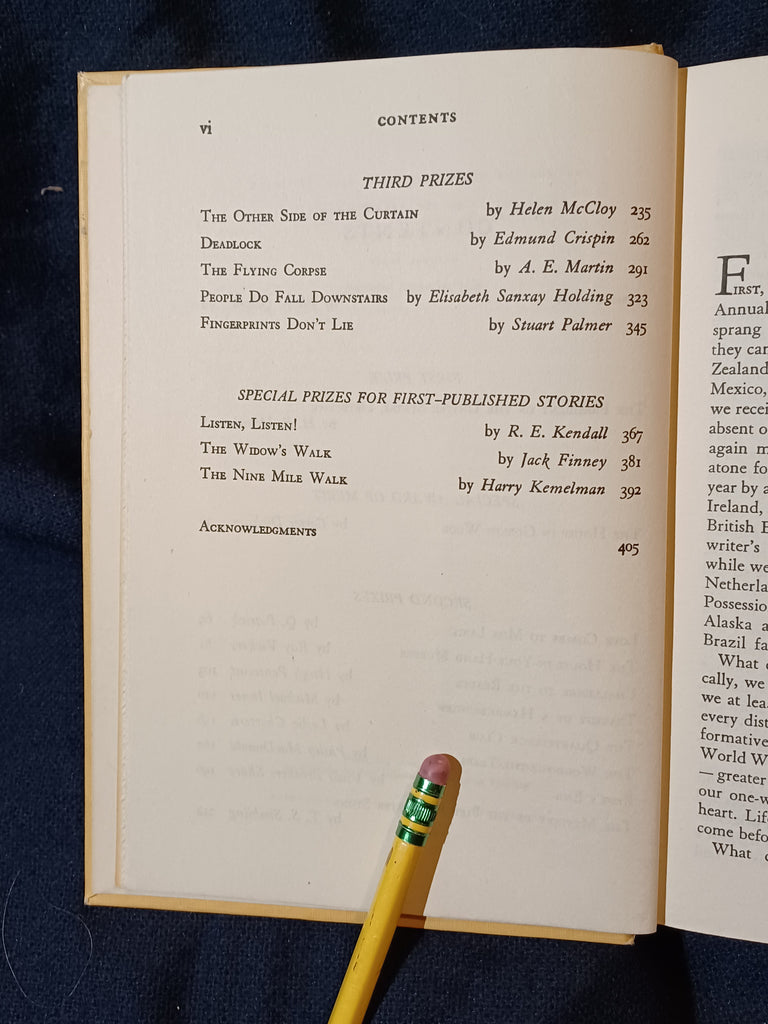 vi CONTENTS
THIRD PRIZES
The Other Side of the Curtain by Helen McCloy 235
Deadlock by Edmund Crispin 262
The Flying Corpse by A. E. Martin 291
People Do Fall Downstairs by Elisabeth Sanxay Holding 323
Fingerprints Don't Lie by Stuart Palmer 345
SPECIAL PRIZES FOR FIRST-PUBLISHED STORIES
Listen, Listen! by R. E. Kendall 367
The Widow's Walk by Jack Finney 381
The Nine Mile Walk by Harry Kemelman 392
Acknowledgments 405
First,
Annual
sprang
they can
Zealand
Mexico,
we recei
absent o
again m
atone fo
year by a
Ireland,
British E
writer's
while we
Netherla
Possessio
Alaska a
Brazil fa
What
cally, we
we at lea
every dist
formative
World W
—greater
our one-w
heart. Lif
come befo
What